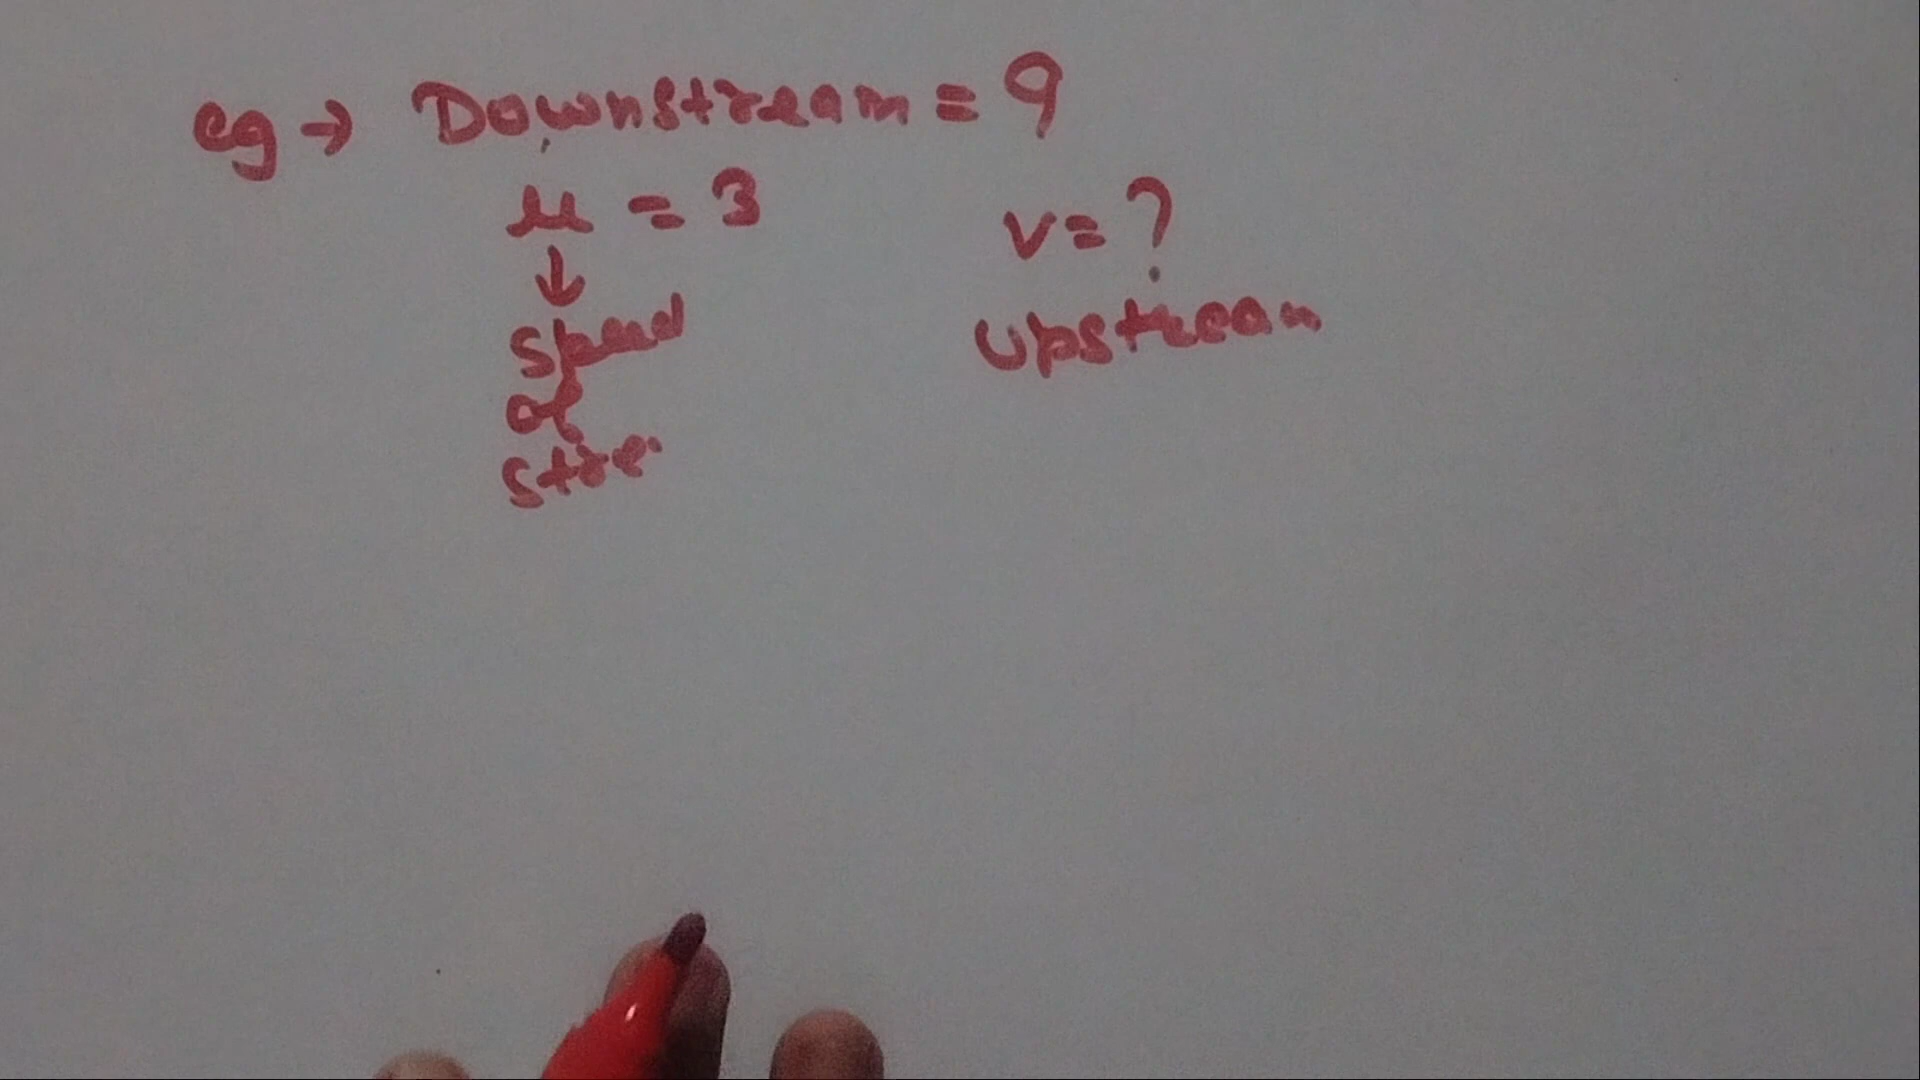 eg → Downstream = 9
u = 3 v = ?
↓
Speed Upstream
of
Stre